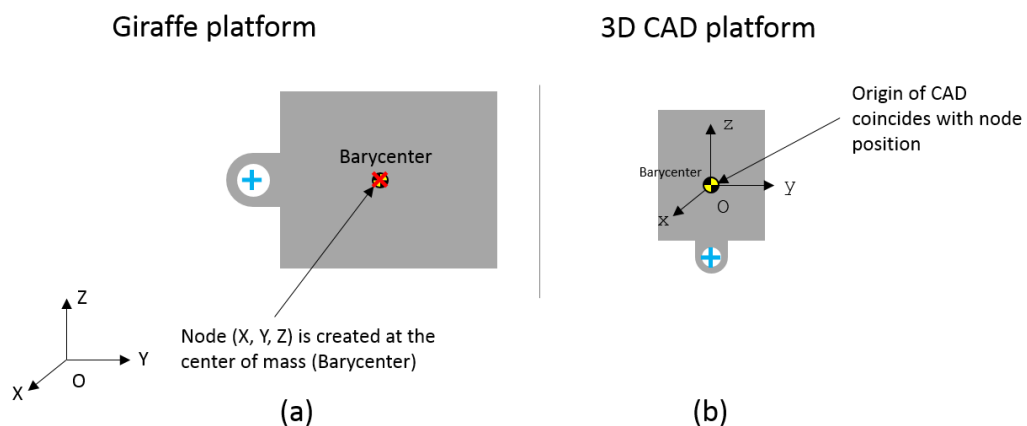 Giraffe platform
3D CAD platform
Barycenter
Node (X, Y, Z) is created at the
center of mass (Barycenter)
Z
Y
X
O
(a)
Origin of CAD
coincides with node
position
z
Barycenter
y
x
O
(b)